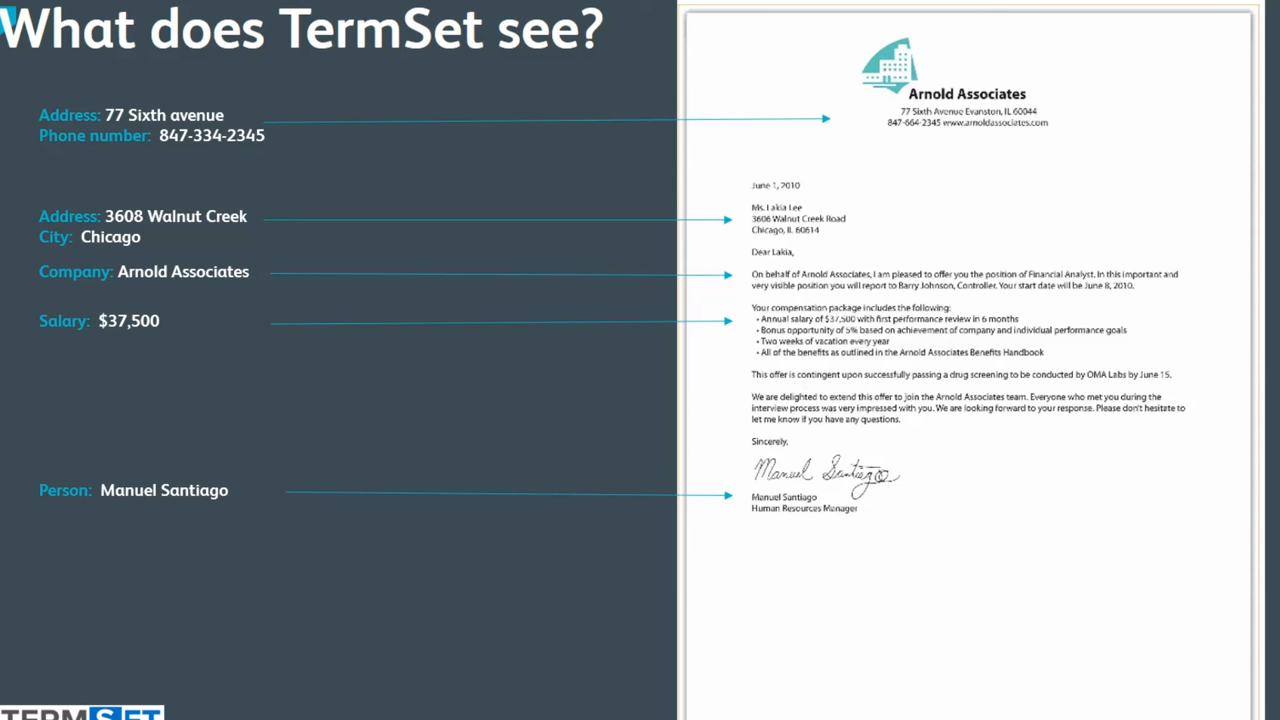 What does TermSet see?
Address: 77 Sixth avenue
Phone number: 847-334-2345
Address: 3608 Walnut Creek
City: Chicago
Company: Arnold Associates
Salary: $37,500
Person: Manuel Santiago
TERMSET
Arnold Associates
77 Sixth Avenue Evanston, IL 60044
847-664-2345 www.arnoldassociates.com
June 1, 2010
Ms. Lakia Lee
3606 Walnut Creek Road
Chicago, IL 60614
Dear Lakia,
On behalf of Arnold Associates, I am pleased to offer you the position of Financial Analyst. In this important and
very visible position you will report to Barry Johnson, Controller. Your start date will be June 8, 2010.
Your compensation package includes the following:
• Annual salary of $37,500 with first performance review in 6 months
• Bonus opportunity of 5% based on achievement of company and individual performance goals
• Two weeks of vacation every year
• All of the benefits as outlined in the Arnold Associates Benefits Handbook
This offer is contingent upon successfully passing a drug screening to be conducted by OMA Labs by June 15.
We are delighted to extend this offer to join the Arnold Associates team. Everyone who met you during the
interview process was very impressed with you. We are looking forward to your response. Please don't hesitate to
let me know if you have any questions.
Sincerely,
Manuel Santiago
Manuel Santiago
Human Resources Manager